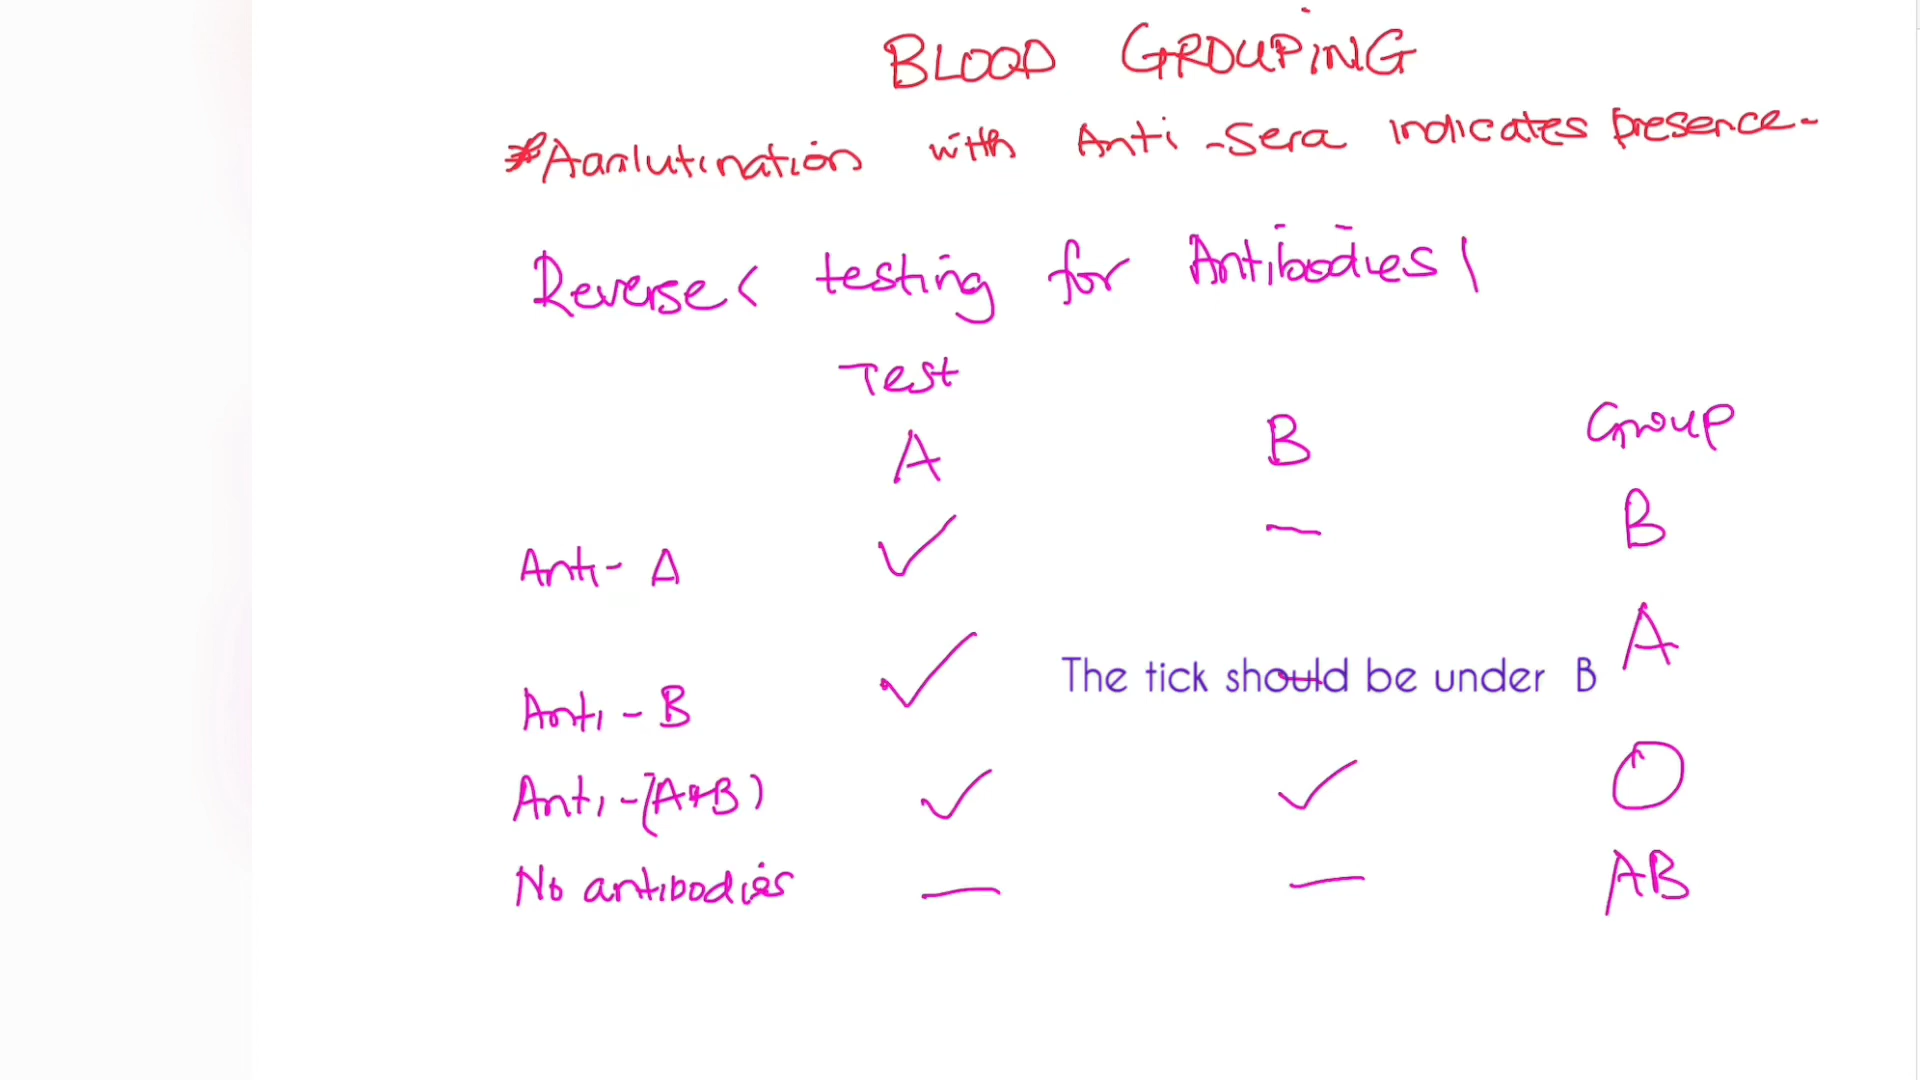 BLOOD GROUPING
*Aanlutination with Anti-Sera indicates presence-
Reverse( testing for Antibodies)
Test
A B Group
Anti-A ✓ — B
Anti-B ✓ The tick should be under B A
Anti-(A+B) ✓ ✓ O
No antibodies — — AB